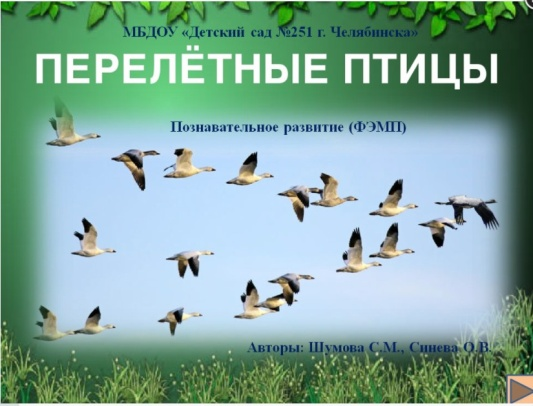 МБДОУ «Детский сад №251 г. Челябинска»
ПЕРЕЛЁТНЫЕ ПТИЦЫ
Познавательное развитие (ФЭМП)
Авторы: Шумова С.М., Синева О.В.